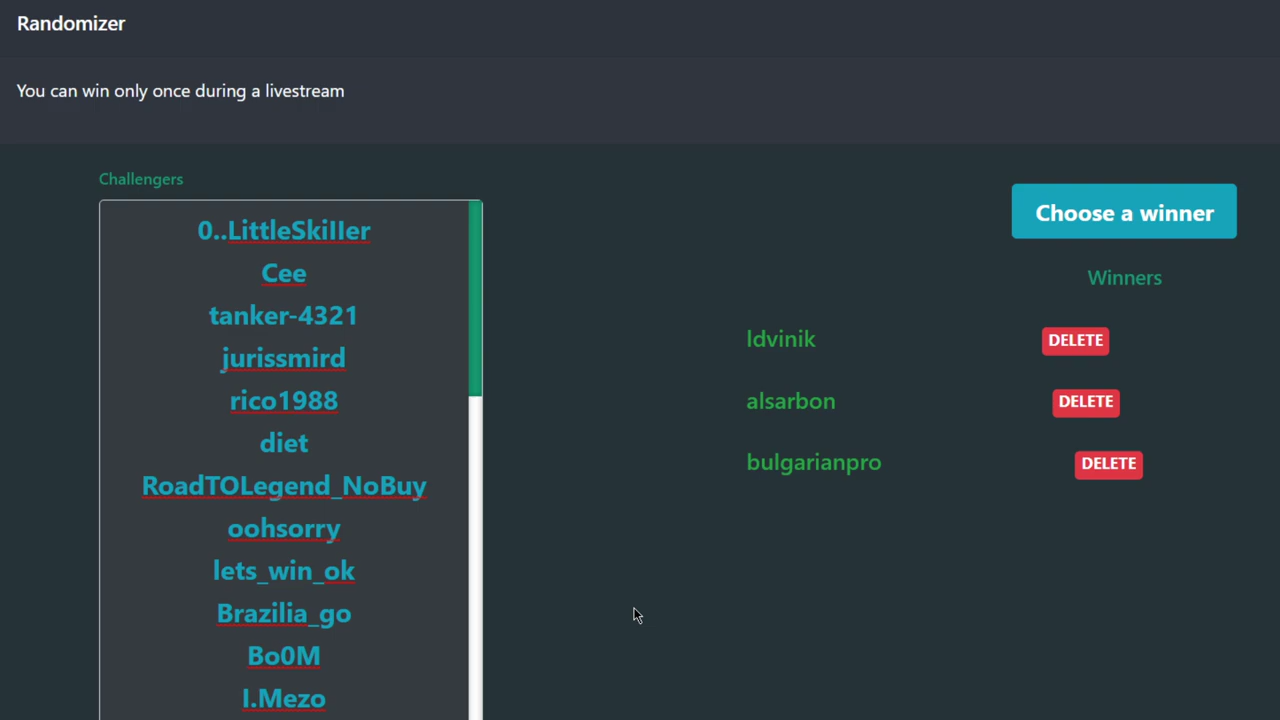 Randomizer
You can win only once during a livestream
Challengers
0..LittleSkiller
Cee
tanker-4321
jurissmird
rico1988
diet
RoadTOLegend_NoBuy
oohsorry
lets_win_ok
Brazilia_go
Bo0M
I.Mezo
Choose a winner
Winners
ldvinik DELETE
alsarbon DELETE
bulgarianpro DELETE